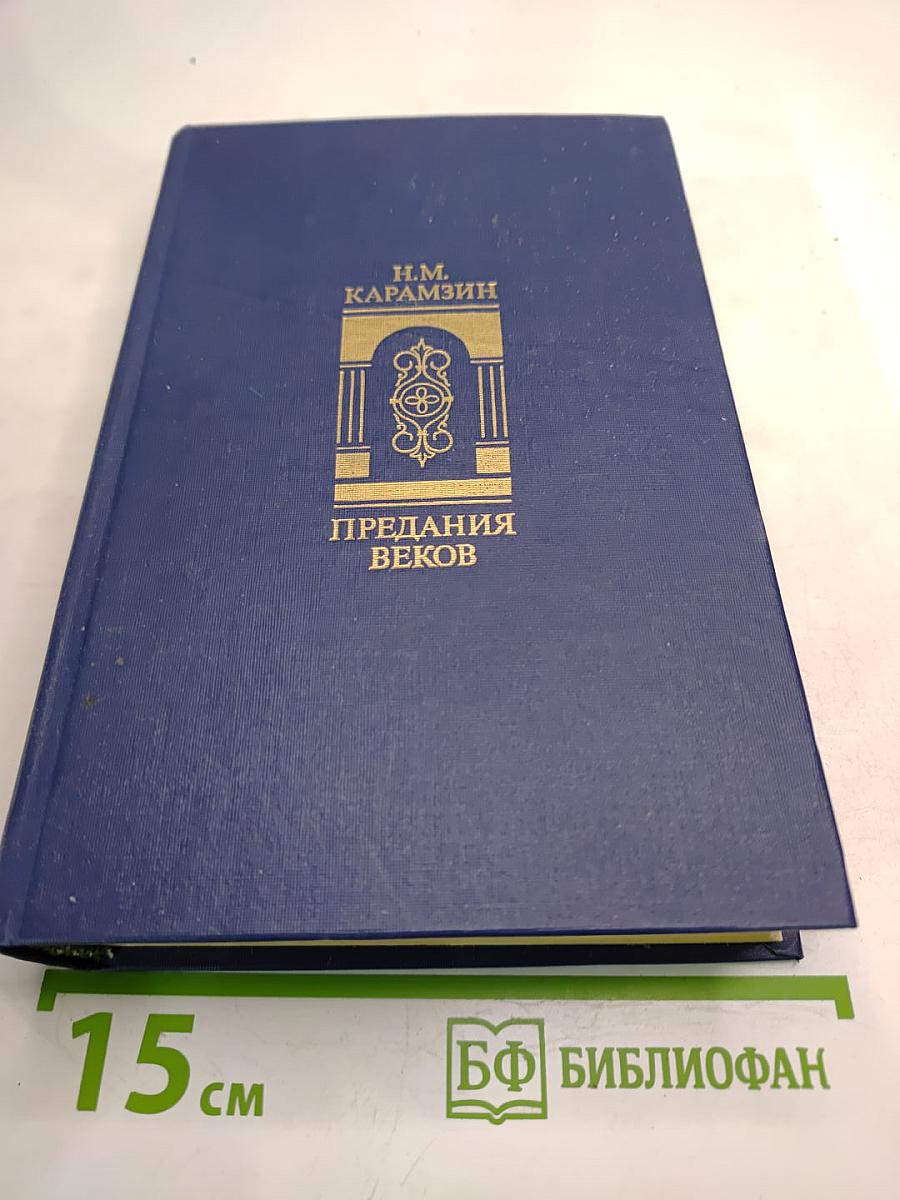 Н.М.
КАРАМЗИН
ПРЕДАНИЯ
ВЕКОВ
15 см
БФ БИБЛИОФАН